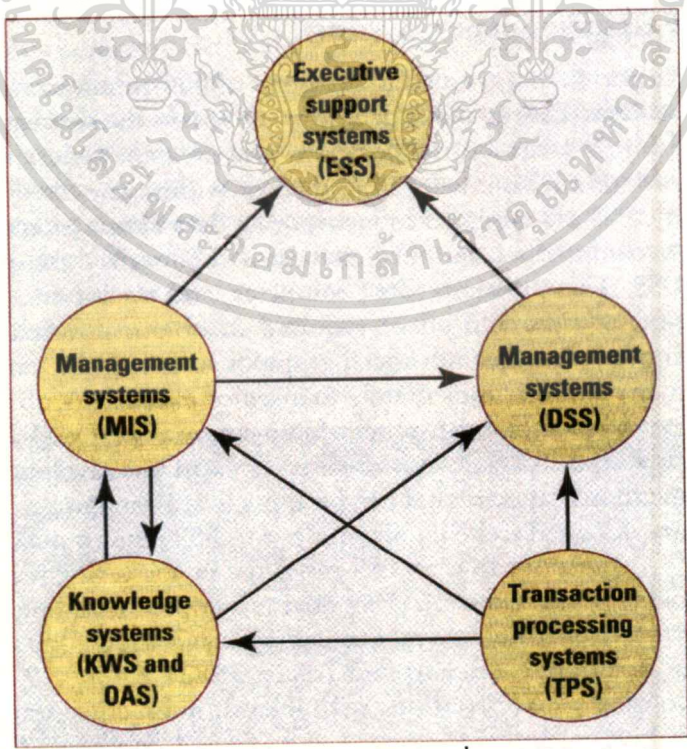 Executive
support
systems
(ESS)
Management
systems
(MIS)
Management
systems
(DSS)
Knowledge
systems
(KWS and
OAS)
Transaction
processing
systems
(TPS)